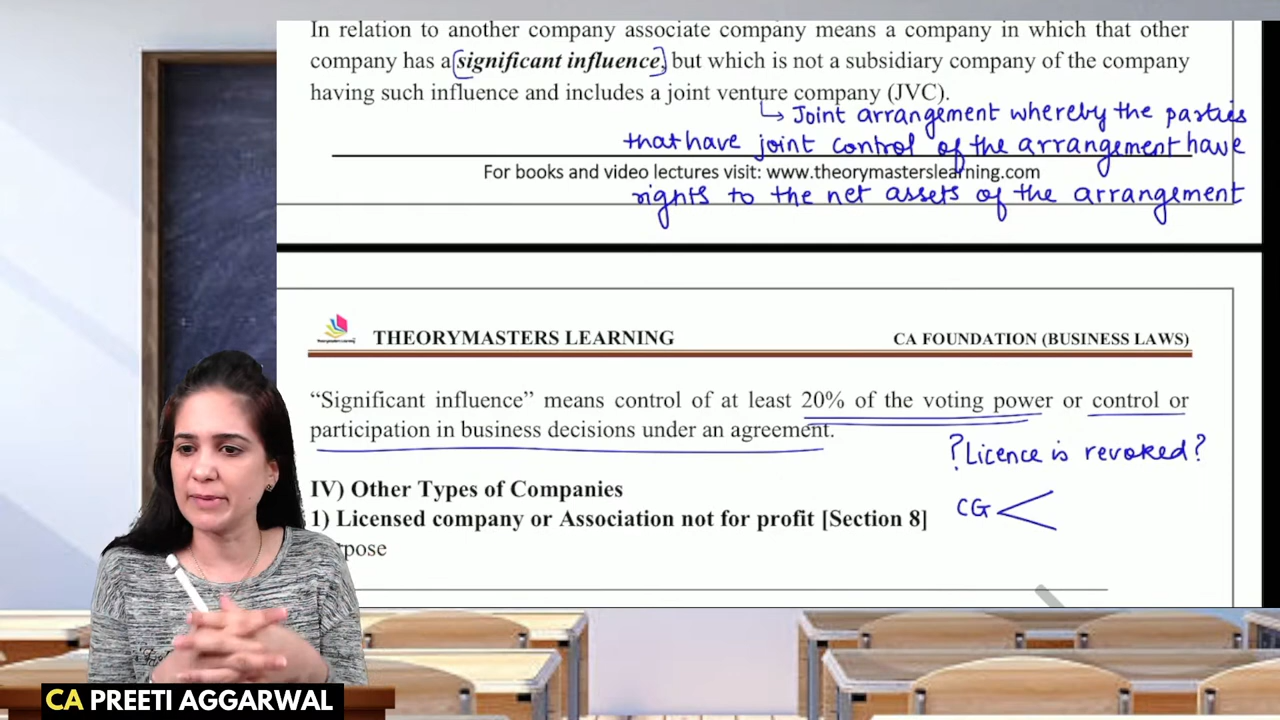 In relation to another company associate company means a company in which that other
company has a significant influence, but which is not a subsidiary company of the company
having such influence and includes a joint venture company (JVC).
↳ Joint arrangement whereby the parties
that have joint control of the arrangement have
For books and video lectures visit: www.theorymasterslearning.com
rights to the net assets of the arrangement
THEORYMASTERS LEARNING
CA FOUNDATION (BUSINESS LAWS)
“Significant influence” means control of at least 20% of the voting power or control or
participation in business decisions under an agreement.
? Licence is revoked?
IV) Other Types of Companies
CG
1) Licensed company or Association not for profit [Section 8]
pose
CA PREETI AGGARWAL